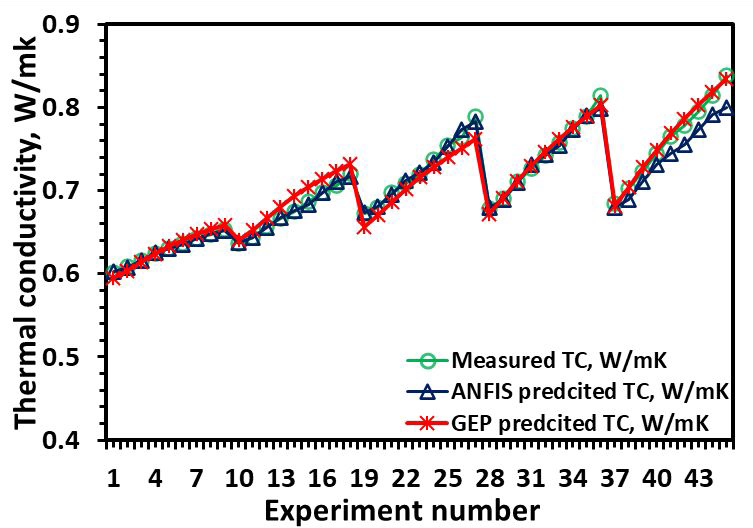 Thermal conductivity, W/mk
0.9
0.8
0.7
0.6
0.5
0.4
Measured TC, W/mK
ANFIS predcited TC, W/mK
GEP predcited TC, W/mK
1 4 7 10 13 16 19 22 25 28 31 34 37 40 43
Experiment number